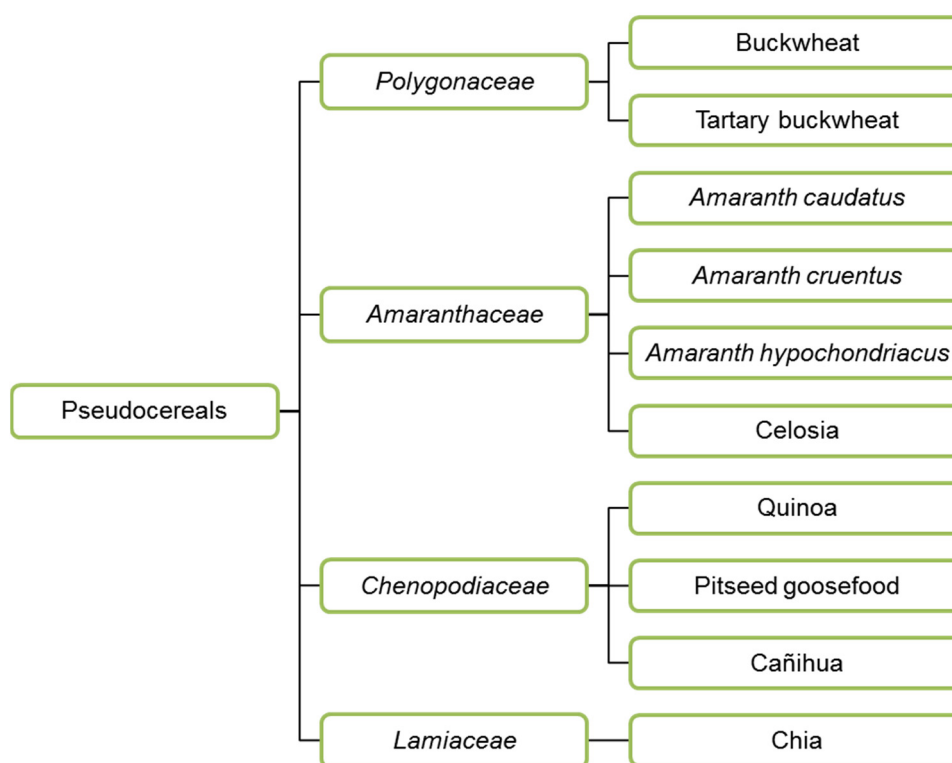 Buckwheat
Polygonaceae
Tartary buckwheat
Amaranth caudatus
Amaranth cruentus
Amaranthaceae
Amaranth hypochondriacus
Pseudocereals
Celosia
Quinoa
Chenopodiaceae
Pitseed goosefood
Cañihua
Lamiaceae
Chia